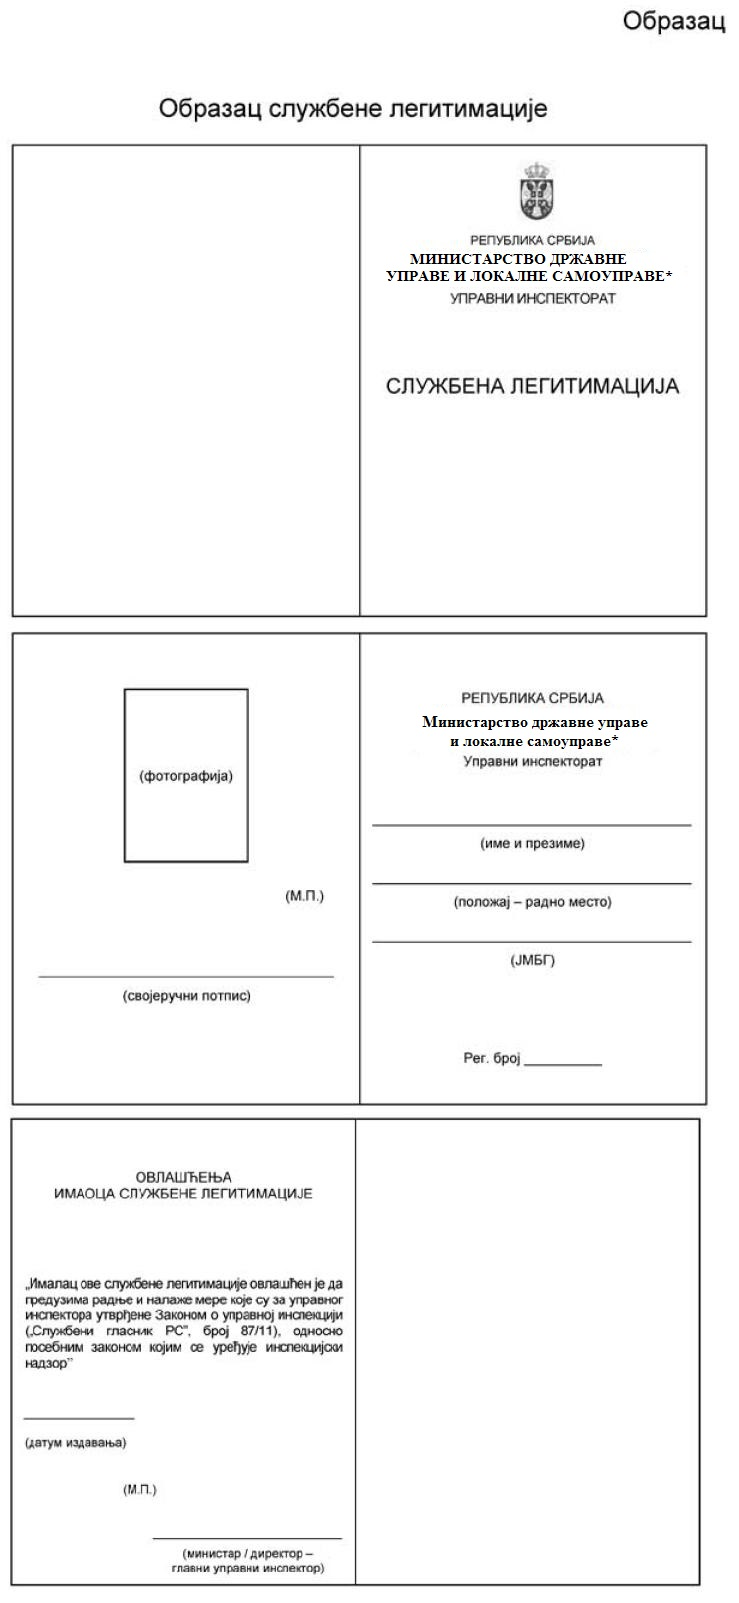 Образац
Образац службене легитимације
РЕПУБЛИКА СРБИЈА
МИНИСТАРСТВО ДРЖАВНЕ
УПРАВЕ И ЛОКАЛНЕ САМОУПРАВЕ*
УПРАВНИ ИНСПЕКТОРАТ
СЛУЖБЕНА ЛЕГИТИМАЦИЈА
(фотографија)
(М.П.)
(својеручни потпис)
РЕПУБЛИКА СРБИЈА
Министарство државне управе
и локалне самоуправе*
Управни инспекторат
(име и презиме)
(положај – радно место)
(ЈМБГ)
Рег. број __________
ОВЛАШЋЕЊА
ИМАОЦА СЛУЖБЕНЕ ЛЕГИТИМАЦИЈЕ
„Ималац ове службене легитимације овлашћен је да
предузима радње и налаже мере које су за управног
инспектора утврђене Законом о управној инспекцији
(„Службени гласник РС”, број 87/11), односно
посебним законом којим се уређује инспекцијски
надзор”
(датум издавања)
(М.П.)
(министар / директор –
главни управни инспектор)